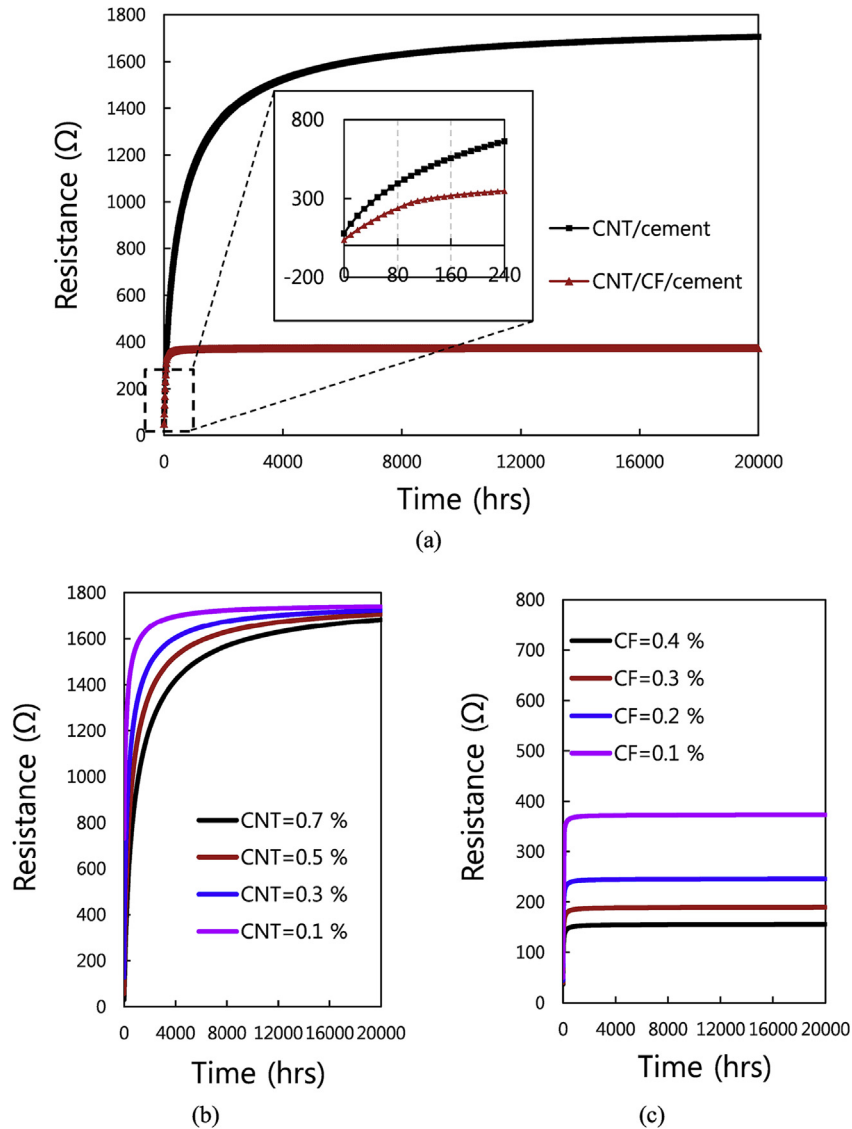 1800
1600
1400
1200
1000
800
600
400
200
0
Resistance (Ω)
800
300
-200
0 80 160 240
CNT/cement
CNT/CF/cement
0 4000 8000 12000 16000 20000
Time (hrs)
(a)
1800
1600
1400
1200
1000
800
600
400
200
0
Resistance (Ω)
CNT=0.7 %
CNT=0.5 %
CNT=0.3 %
CNT=0.1 %
0 4000 8000 12000 16000 20000
Time (hrs)
(b)
800
700
600
500
400
300
200
100
0
Resistance (Ω)
CF=0.4 %
CF=0.3 %
CF=0.2 %
CF=0.1 %
0 4000 8000 12000 16000 20000
Time (hrs)
(c)